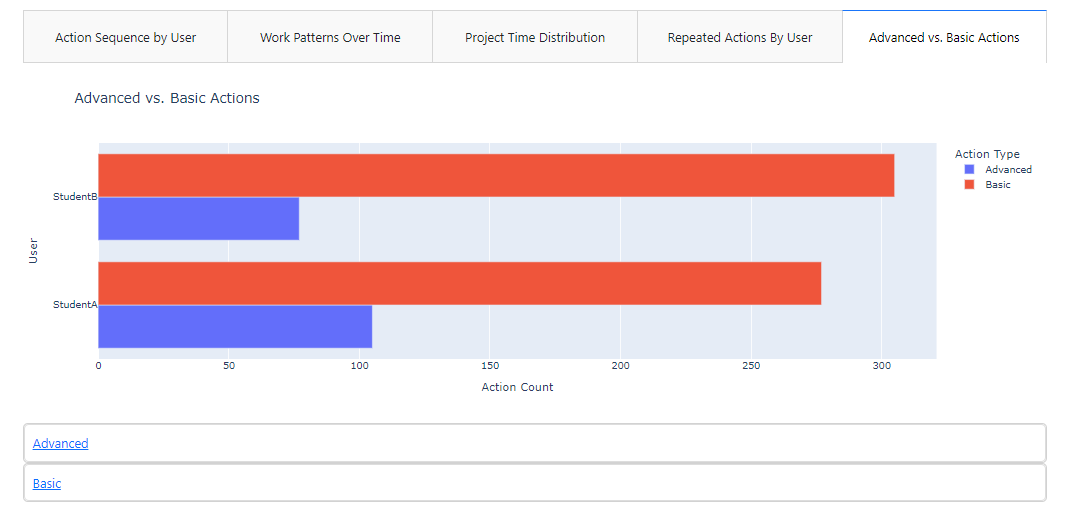 Action Sequence by User
Work Patterns Over Time
Project Time Distribution
Repeated Actions By User
Advanced vs. Basic Actions
Advanced vs. Basic Actions
Action Type
Advanced
Basic
StudentB
User
StudentA
0 50 100 150 200 250 300
Action Count
Advanced
Basic